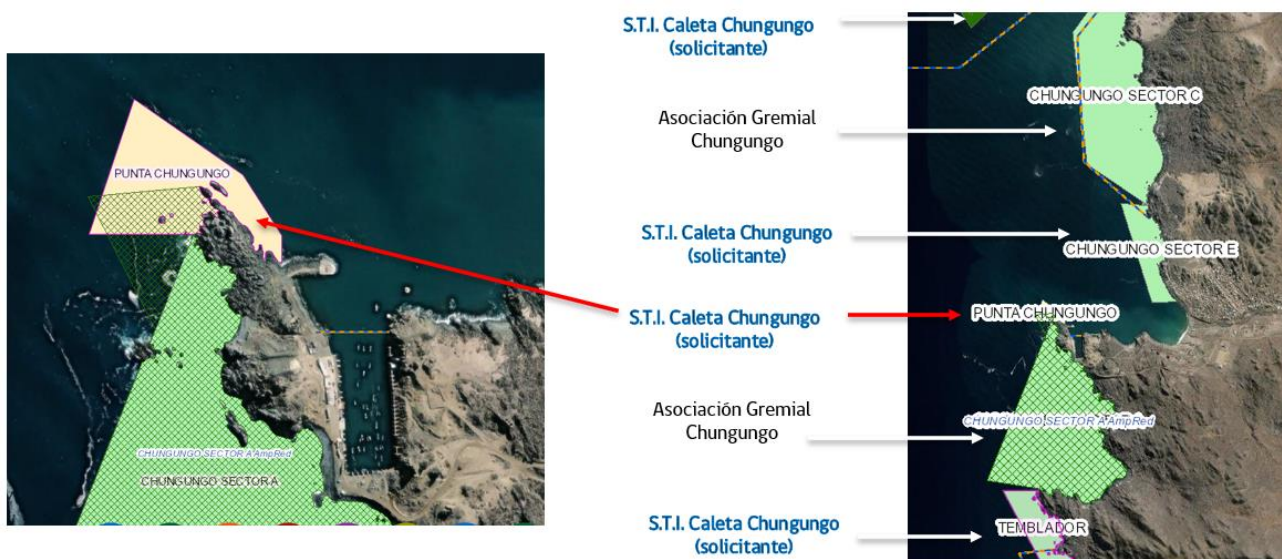 PUNTA CHUNGUNGO
CHUNGUNGO SECTOR A AmpRed
CHUNGUNGO SECTOR A
S.T.I. Caleta Chungungo
(solicitante)
Asociación Gremial
Chungungo
S.T.I. Caleta Chungungo
(solicitante)
S.T.I. Caleta Chungungo
(solicitante)
Asociación Gremial
Chungungo
S.T.I. Caleta Chungungo
(solicitante)
CHUNGUNGO SECTOR C
CHUNGUNGO SECTOR E
PUNTA CHUNGUNGO
CHUNGUNGO SECTOR A AmpRed
TEMBLADOR